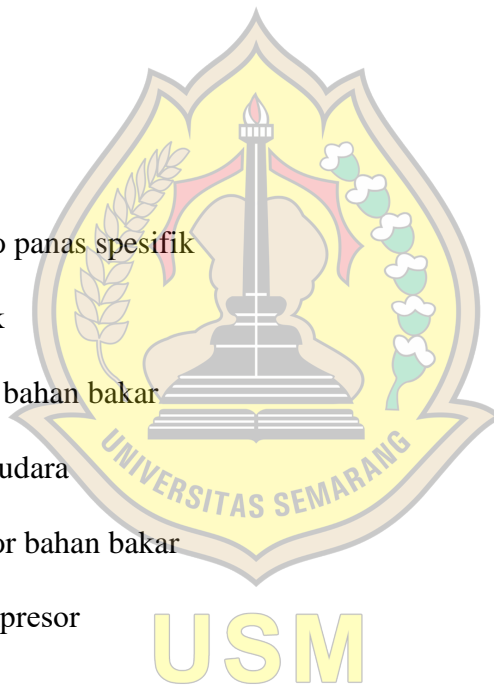 o panas spesifik
k
bahan bakar
udara
or bahan bakar
presor
UNIVERSITAS SEMARANG
USM